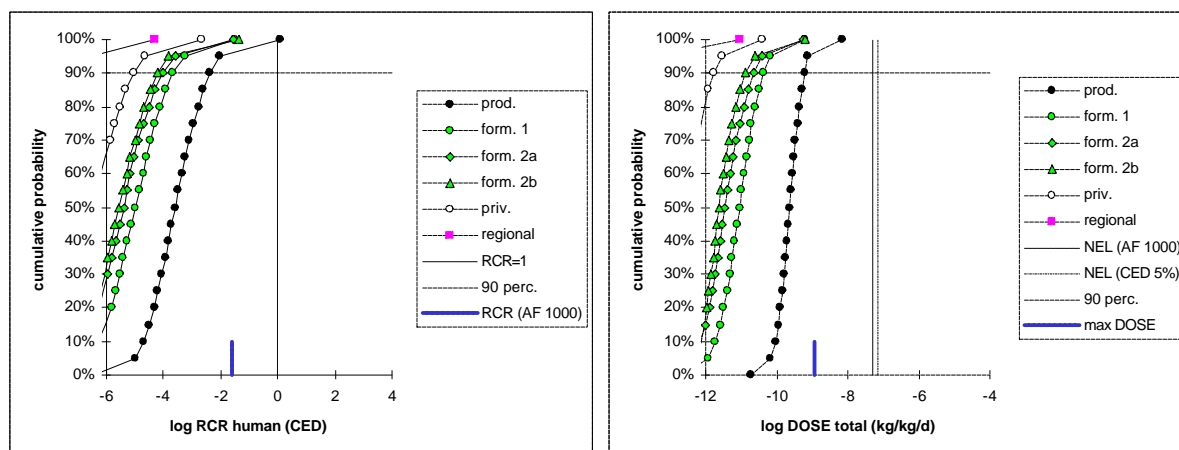 cumulative probability
100%
90%
80%
70%
60%
50%
40%
30%
20%
10%
0%
-6
-4
-2
0
2
4
log RCR human (CED)
prod.
form. 1
form. 2a
form. 2b
priv.
regional
RCR=1
90 perc.
RCR (AF 1000)
cumulative probability
100%
90%
80%
70%
60%
50%
40%
30%
20%
10%
0%
-12
-10
-8
-6
-4
log DOSE total (kg/kg/d)
prod.
form. 1
form. 2a
form. 2b
priv.
regional
NEL (AF 1000)
NEL (CED 5%)
90 perc.
max DOSE